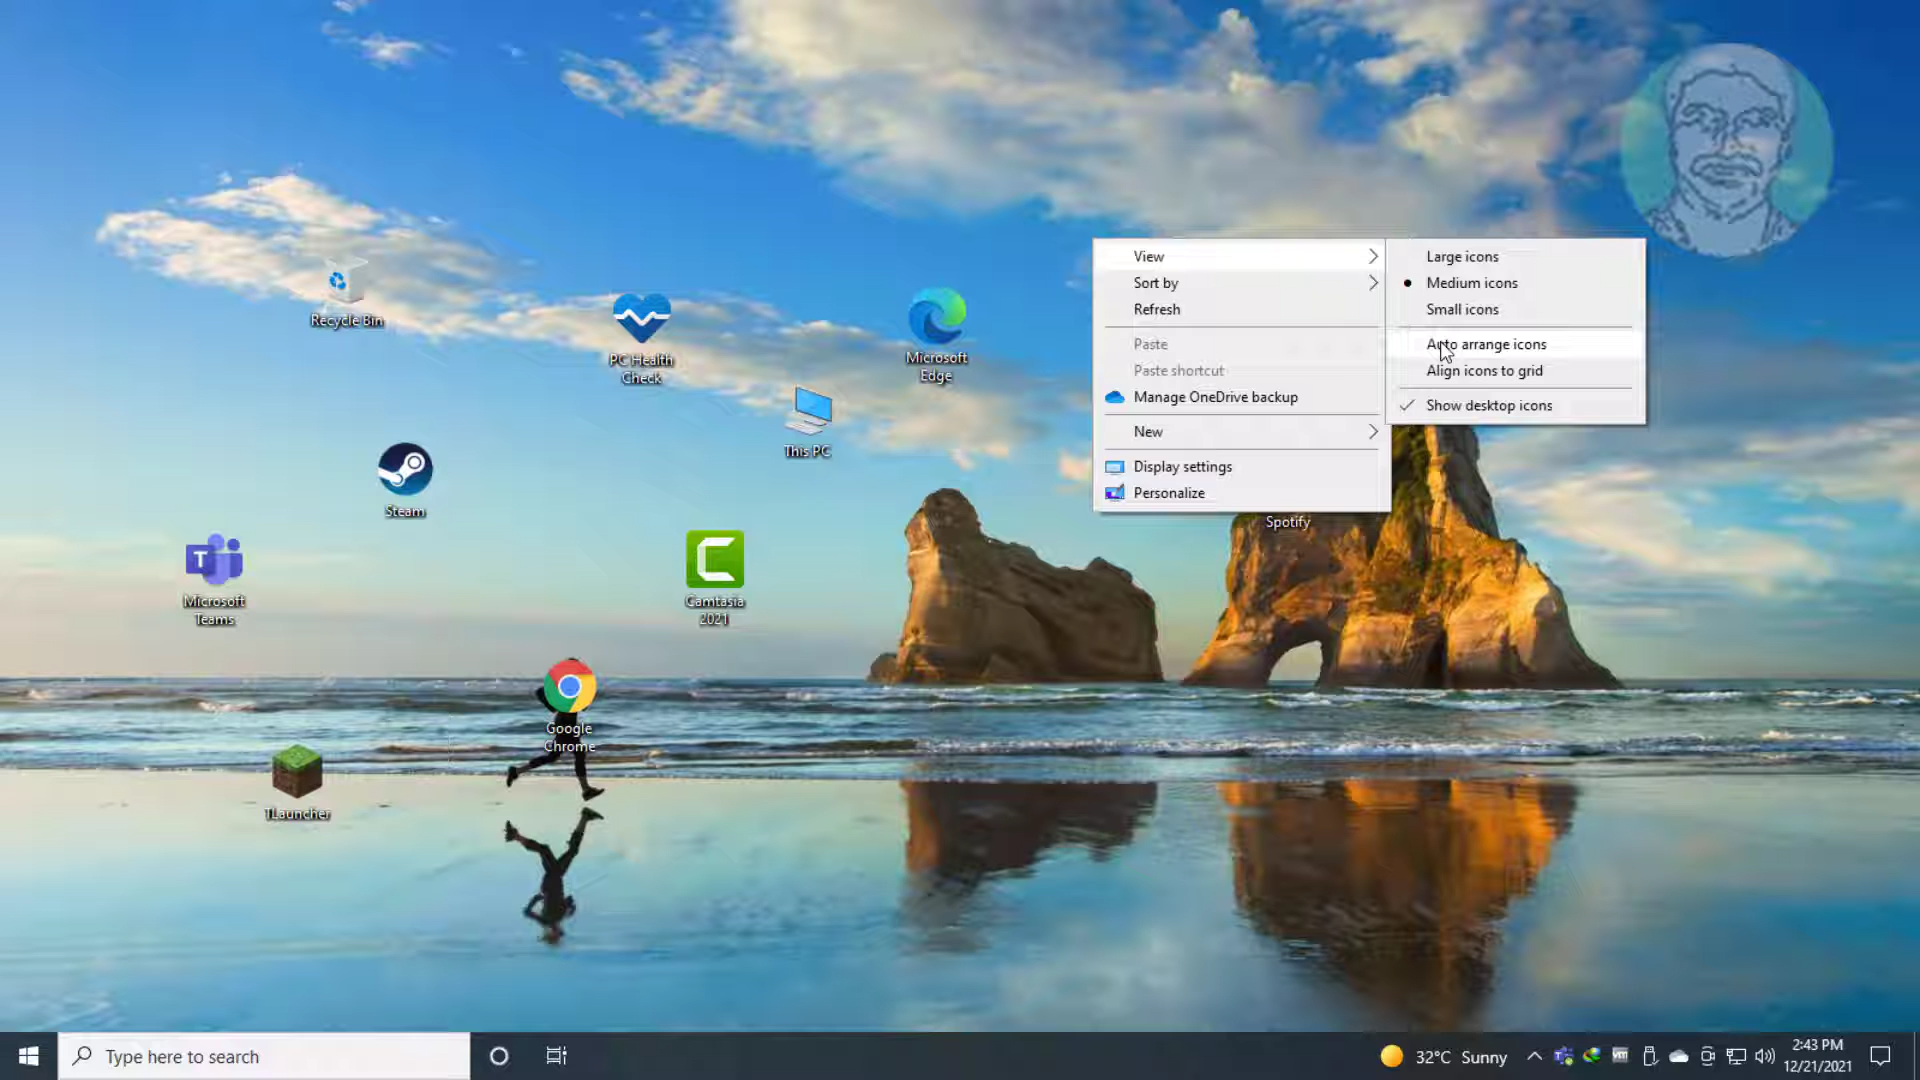 View
Sort by
Refresh
Paste
Paste shortcut
Manage OneDrive backup
New
Display settings
Personalize
Large icons
Medium icons
Small icons
Auto arrange icons
Align icons to grid
Show desktop icons
Recycle Bin
PC Health
Check
Microsoft
Edge
This PC
Steam
Spotify
T
Microsoft
Teams
Camtasia
2021
Google
Chrome
TLauncher
Type here to search
32°C Sunny
vm
2:43 PM
12/21/2021